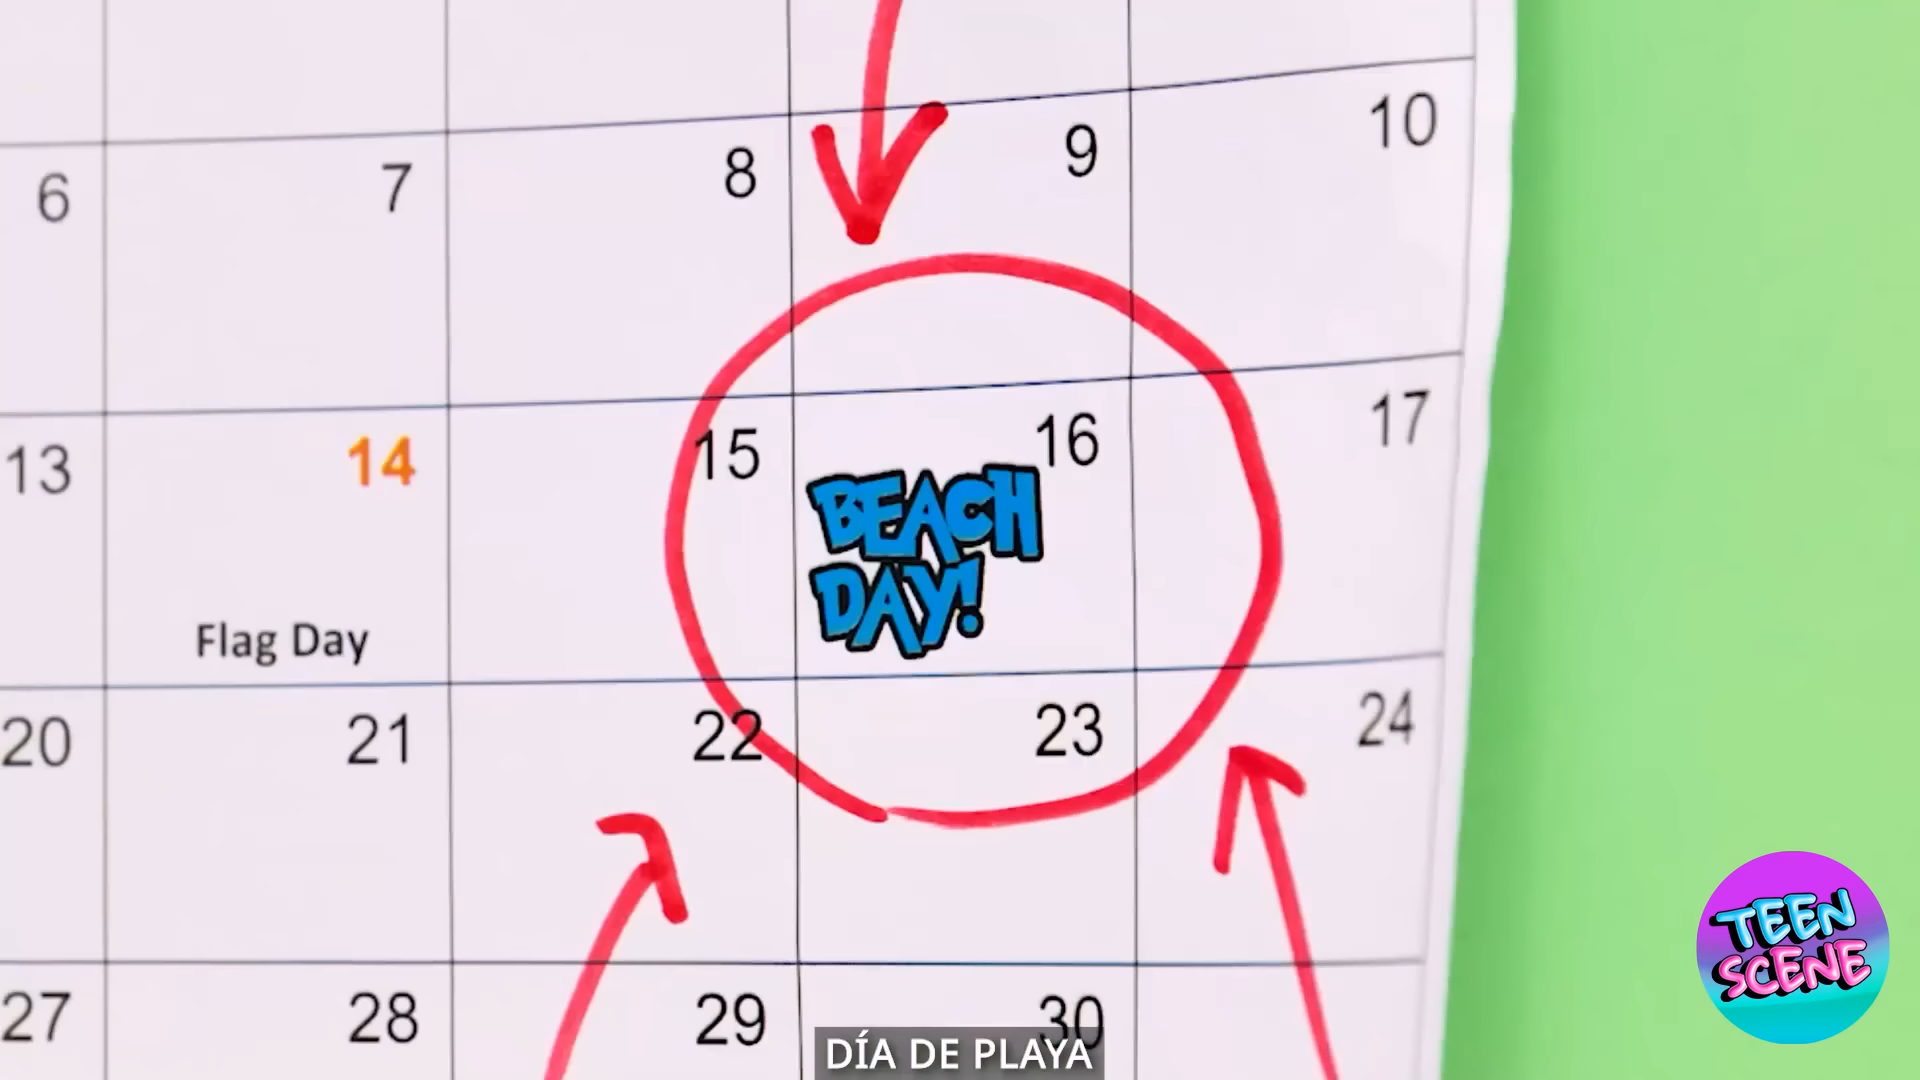 6 7 8 9 10
13 14 15 16 17
BEACH
DAY!
Flag Day
20 21 22 23 24
27 28 29 30
DÍA DE PLAYA
TEEN
SCENE